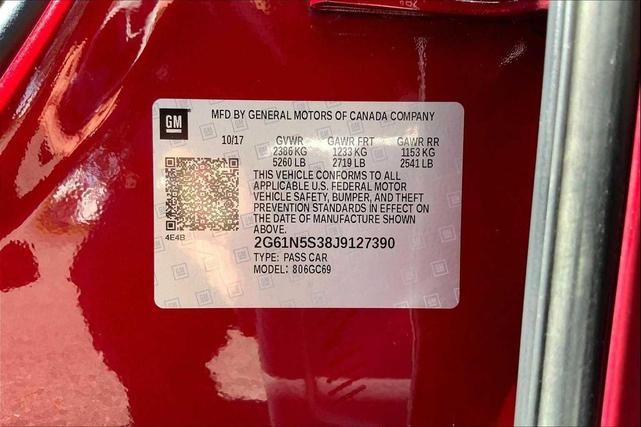 GM
MFD BY GENERAL MOTORS OF CANADA COMPANY
10/17 GVWR GAWR FRT GAWR RR
2386 KG 1233 KG 1153 KG
5260 LB 2719 LB 2541 LB
THIS VEHICLE CONFORMS TO ALL
APPLICABLE U.S. FEDERAL MOTOR
VEHICLE SAFETY, BUMPER, AND THEFT
PREVENTION STANDARDS IN EFFECT ON
THE DATE OF MANUFACTURE SHOWN
ABOVE.
4E4B
2G61N5S38J9127390
TYPE: PASS CAR
MODEL: 806GC69